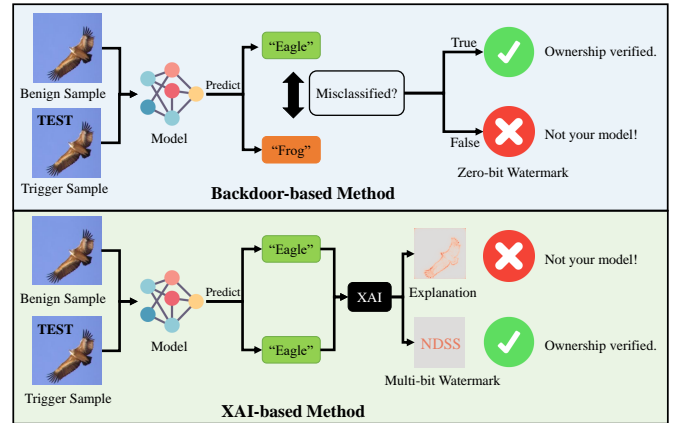 Benign Sample
TEST
Trigger Sample
Model
Predict
“Eagle”
“Frog”
Misclassified?
True
False
Ownership verified.
Not your model!
Zero-bit Watermark
Backdoor-based Method
Benign Sample
TEST
Trigger Sample
Model
Predict
“Eagle”
“Eagle”
XAI
Explanation
NDSS
Multi-bit Watermark
Not your model!
Ownership verified.
XAI-based Method